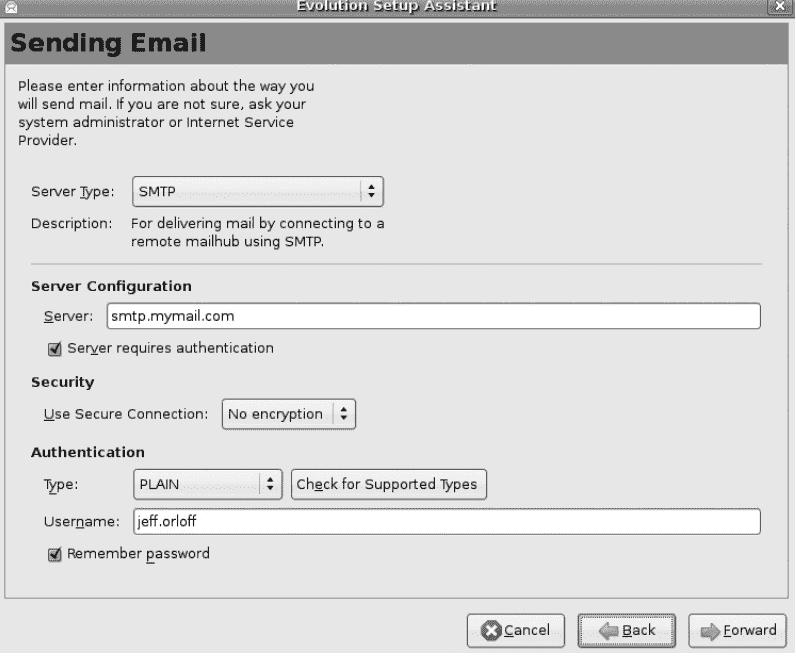 Evolution Setup Assistant
Sending Email
Please enter information about the way you
will send mail. If you are not sure, ask your
system administrator or Internet Service
Provider.
Server Type: SMTP
Description: For delivering mail by connecting to a
remote mailhub using SMTP.
Server Configuration
Server: smtp.mymail.com
Server requires authentication
Security
Use Secure Connection: No encryption
Authentication
Type: PLAIN Check for Supported Types
Username: jeff.orloff
Remember password
Cancel Back Forward